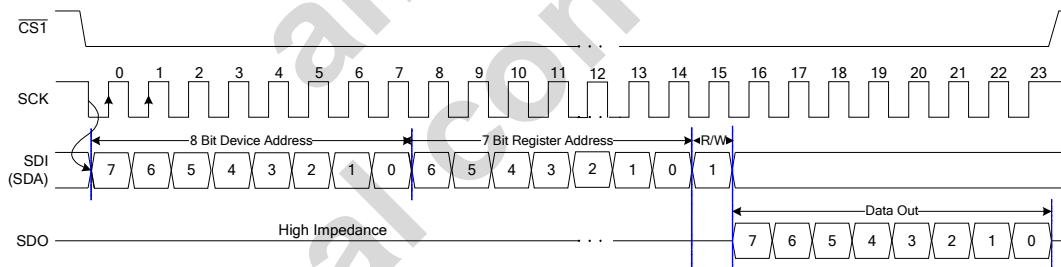 CS1
0 1 2 3 4 5 6 7 8 9 10 11 12 13 14 15 16 17 18 19 20 21 22 23
SCK
8 Bit Device Address 7 Bit Register Address R/W
SDI
(SDA)
7 6 5 4 3 2 1 0 6 5 4 3 2 1 0 1
Data Out
High Impedance
SDO
7 6 5 4 3 2 1 0